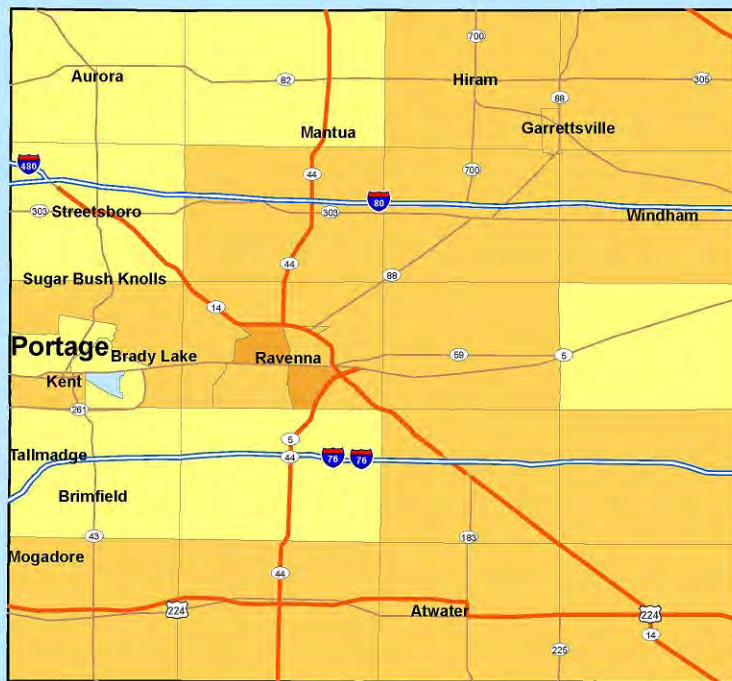 700
Aurora
82
Hiram
305
88
Mantua
Garrettsville
480
44
700
80
303
Streetsboro
303
Windham
44
88
Sugar Bush Knolls
14
Portage
Brady Lake
Ravenna
59
5
Kent
261
5
Tallmadge
44
76
76
Brimfield
43
183
Mogadore
44
224
Atwater
224
14
225